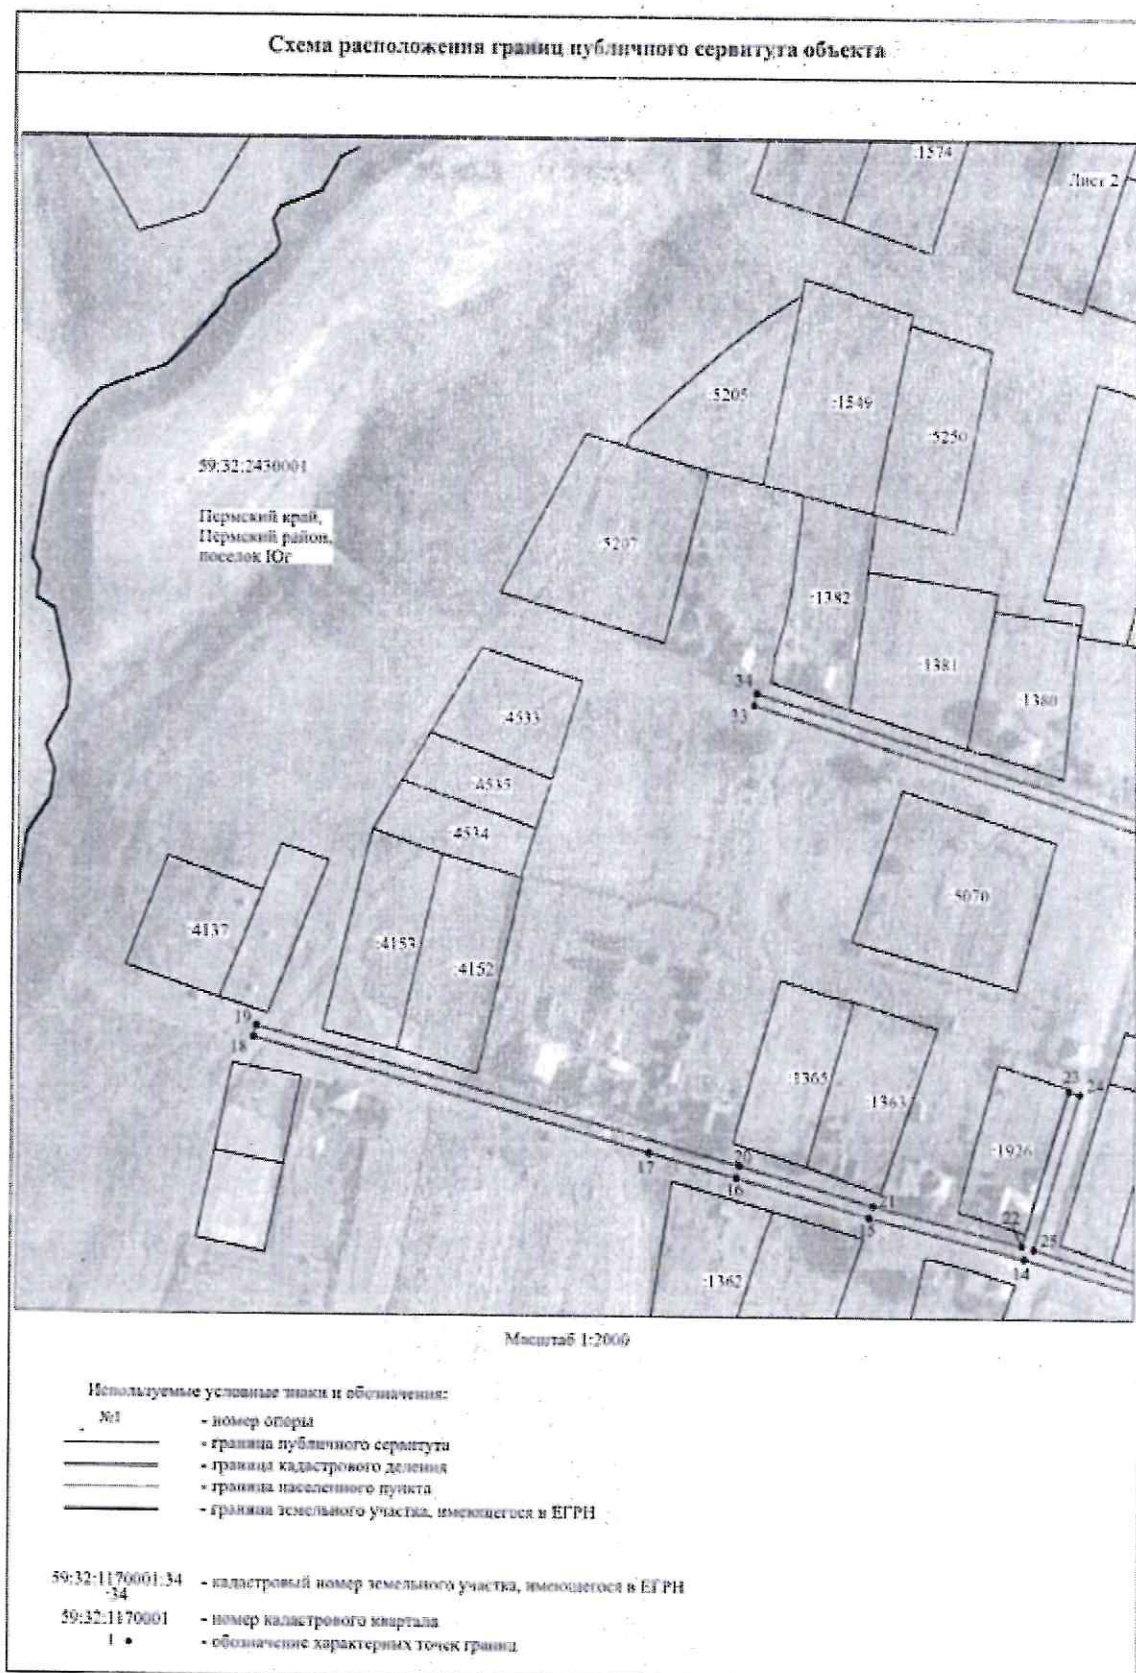 Схема расположения границ публичного сервитута объекта
:1574
Лист 2
:5205
:1549
:5250
59:32:2430001
Пермский край,
Пермский район,
поселок Юг
:5207
:1382
:1381
:1380
34
33
:4533
:4535
:4534
:5070
:4137
:4153
:4152
19
18
:1365
:1363
23
24
:1926
17
20
16
21
15
22
25
14
:1362
Масштаб 1:2000
Используемые условные знаки и обозначения:
№1 - номер опоры
- граница публичного сервитута
- граница кадастрового деления
- граница населенного пункта
- граница земельного участка, имеющегося в ЕГРН
59:32:1170001:34 - кадастровый номер земельного участка, имеющегося в ЕГРН
:34
59:32:1170001 - номер кадастрового квартала
1 • - обозначение характерных точек границ